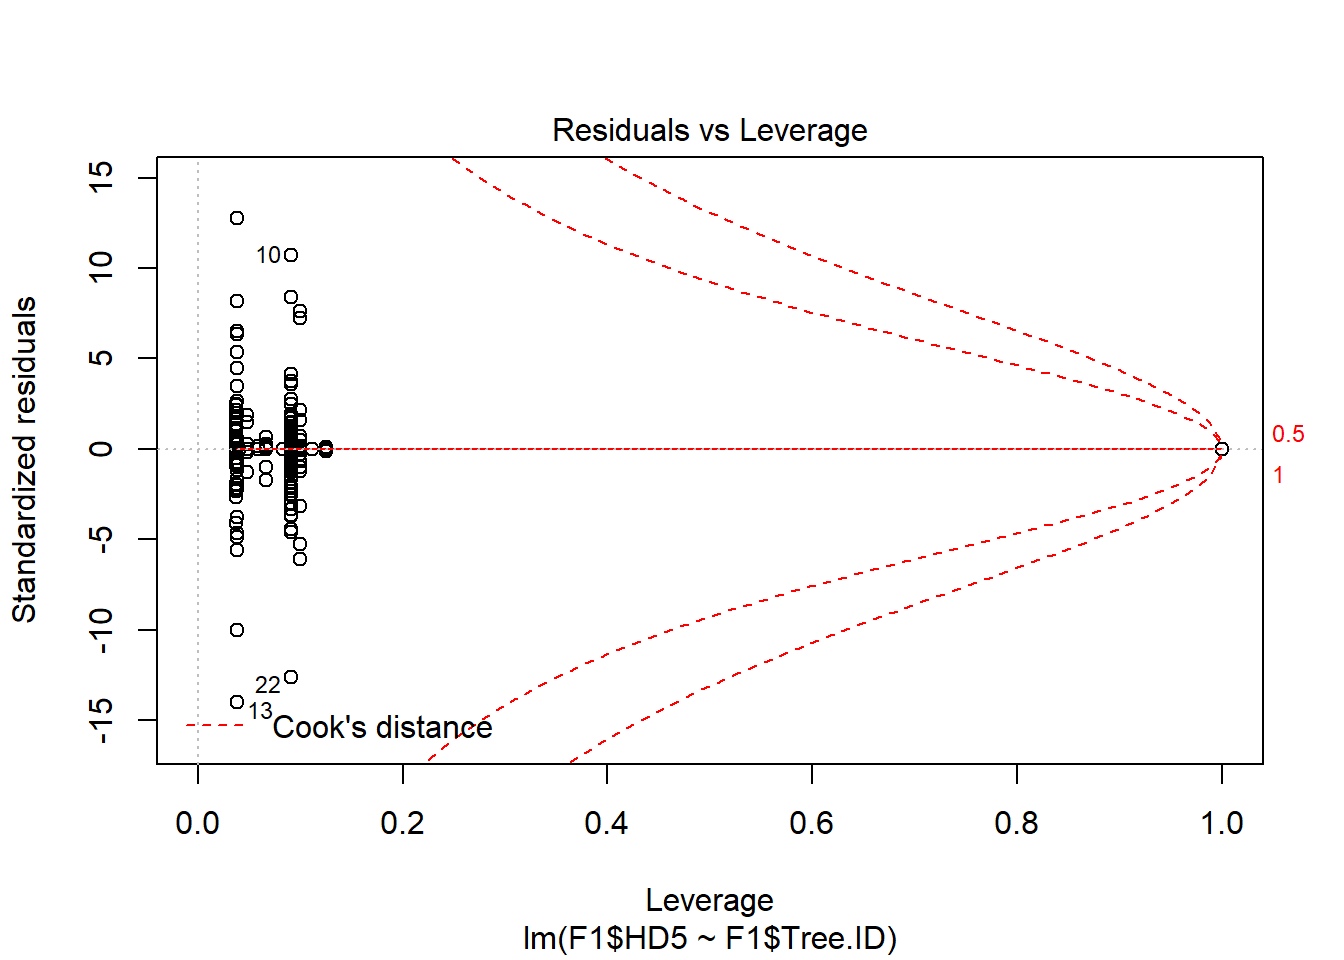 Residuals vs Leverage
Standardized residuals
15
10
5
0
-5
-10
-15
10
22
13
Cook's distance
0.5
1
0.0 0.2 0.4 0.6 0.8 1.0
Leverage
lm(F1$HD5 ~ F1$Tree.ID)